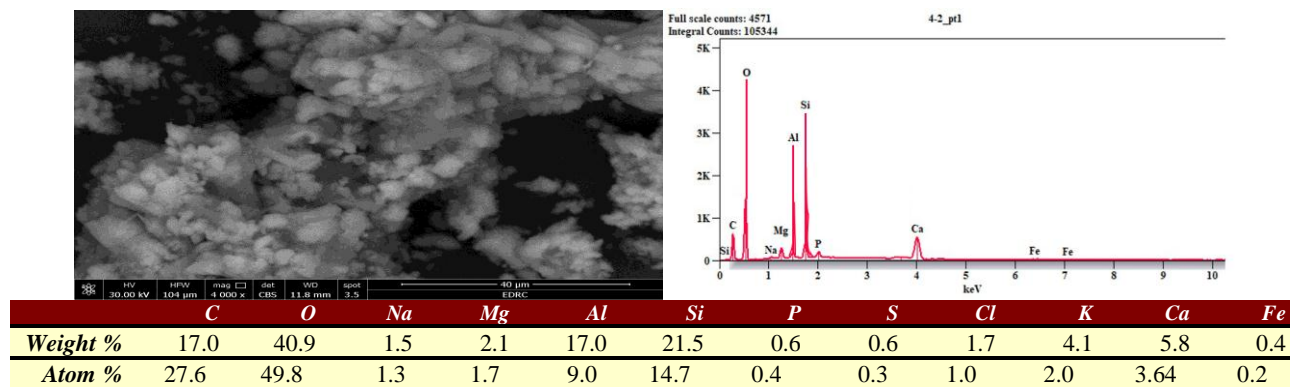 HV HFW mag □ det WD spot
30.00 kV 104 μm 4 000 x CBS 11.8 mm 3.5
40 μm
EDRC
Full scale counts: 4571
Integral Counts: 105344
4-2_pt1
5K
4K
3K
2K
1K
0
Si C O Na Mg Al Si P Ca Fe Fe
0 1 2 4 6 8 10
keV
C O Na Mg Al Si P S Cl K Ca Fe
Weight % 17.0 40.9 1.5 2.1 17.0 21.5 0.6 0.6 1.7 4.1 5.8 0.4
Atom % 27.6 49.8 1.3 1.7 9.0 14.7 0.4 0.3 1.0 2.0 3.64 0.2